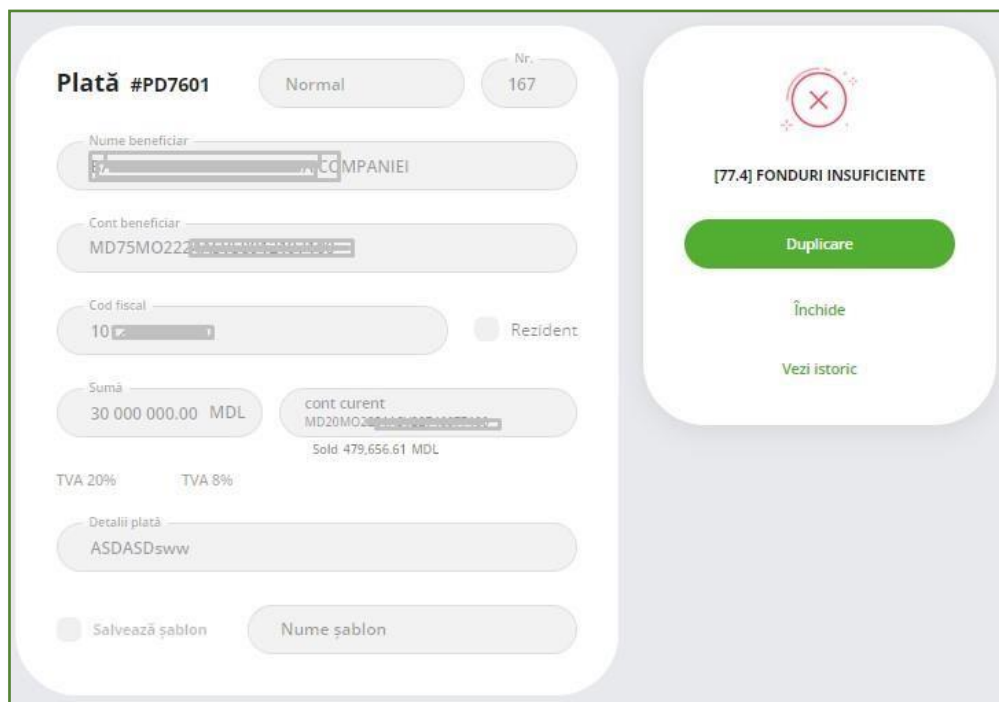 Plată #PD7601
Normal
Nr.
167
Nume beneficiar
COMPANIEI
Cont beneficiar
MD75MO222
Cod fiscal
10
Rezident
Sumă
30 000 000.00 MDL
cont curent
MD20MO2
Sold 479,656.61 MDL
TVA 20%
TVA 8%
Detalii plată
ASDASDsww
Salvează șablon
Nume șablon
[77.4] FONDURI INSUFICIENTE
Duplicare
Închide
Vezi istoric